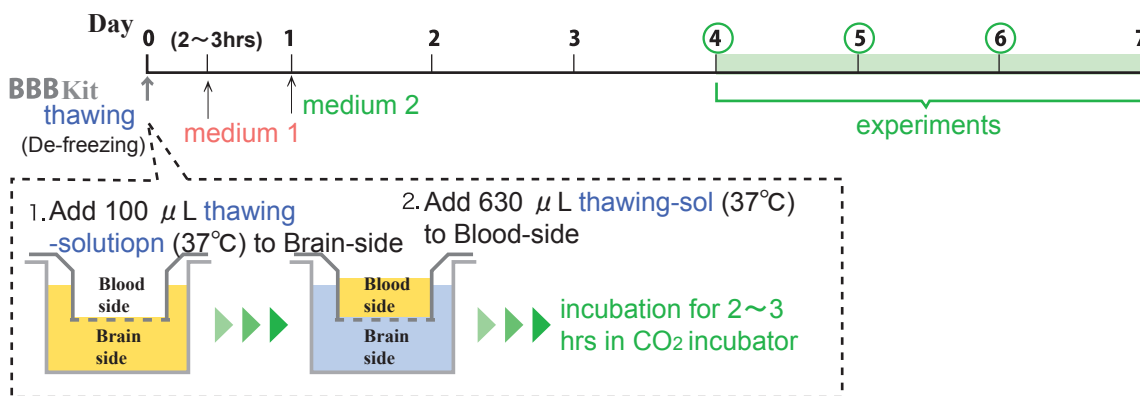 Day 0 (2~3hrs) 1 2 3 4 5 6 7
BBB Kit
thawing
(De-freezing)
medium 1
medium 2
experiments
1. Add 100 μL thawing
-solutiopn (37℃) to Brain-side
2. Add 630 μL thawing-sol (37℃)
to Blood-side
Blood
side
Brain
side
Blood
side
Brain
side
incubation for 2~3
hrs in CO2 incubator